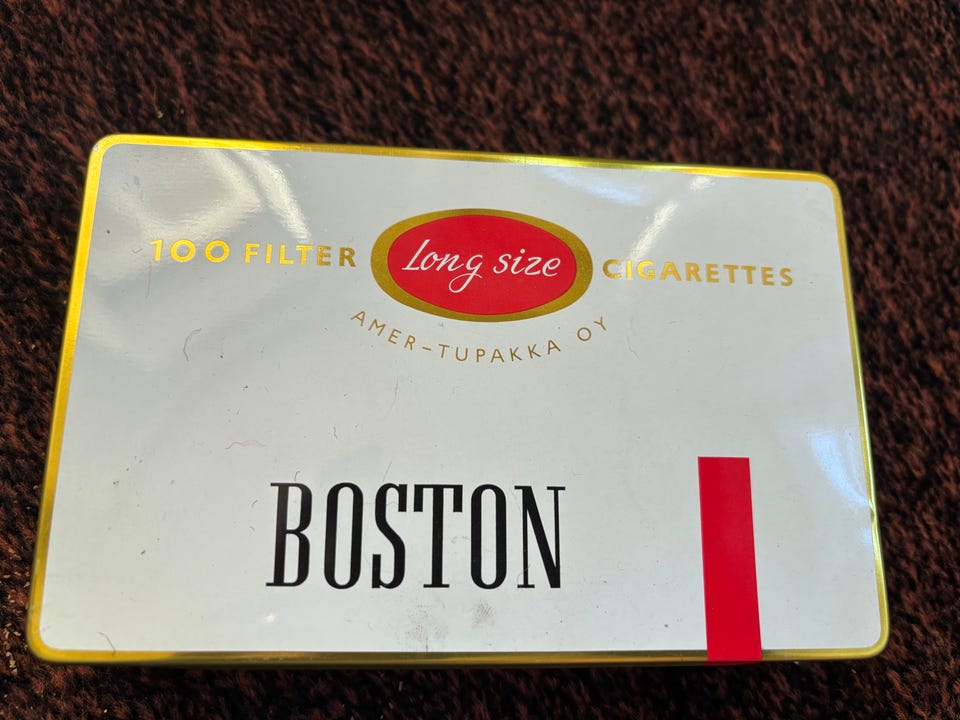 100 FILTER Long size CIGARETTES
AMER-TUPAKKA OY
BOSTON